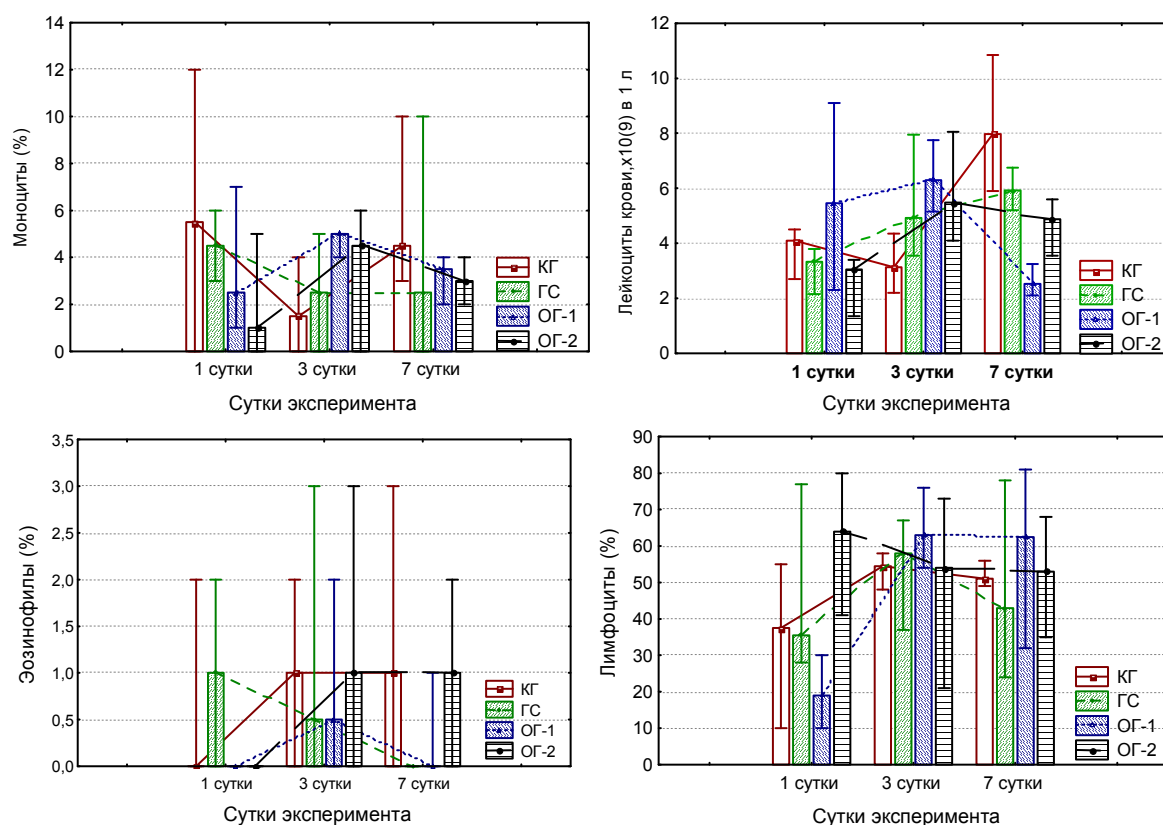 Моноциты (%)
14
12
10
8
6
4
2
0
1 сутки 3 сутки 7 сутки
Сутки эксперимента
КГ
ГС
ОГ-1
ОГ-2
Лейкоциты крови,x10(9) в 1 л
12
10
8
6
4
2
0
1 сутки 3 сутки 7 сутки
Сутки эксперимента
КГ
ГС
ОГ-1
ОГ-2
Эозинофилы (%)
3,5
3,0
2,5
2,0
1,5
1,0
0,5
0,0
1 сутки 3 сутки 7 сутки
Сутки эксперимента
КГ
ГС
ОГ-1
ОГ-2
Лимфоциты (%)
90
80
70
60
50
40
30
20
10
0
1 сутки 3 сутки 7 сутки
Сутки эксперимента
КГ
ГС
ОГ-1
ОГ-2